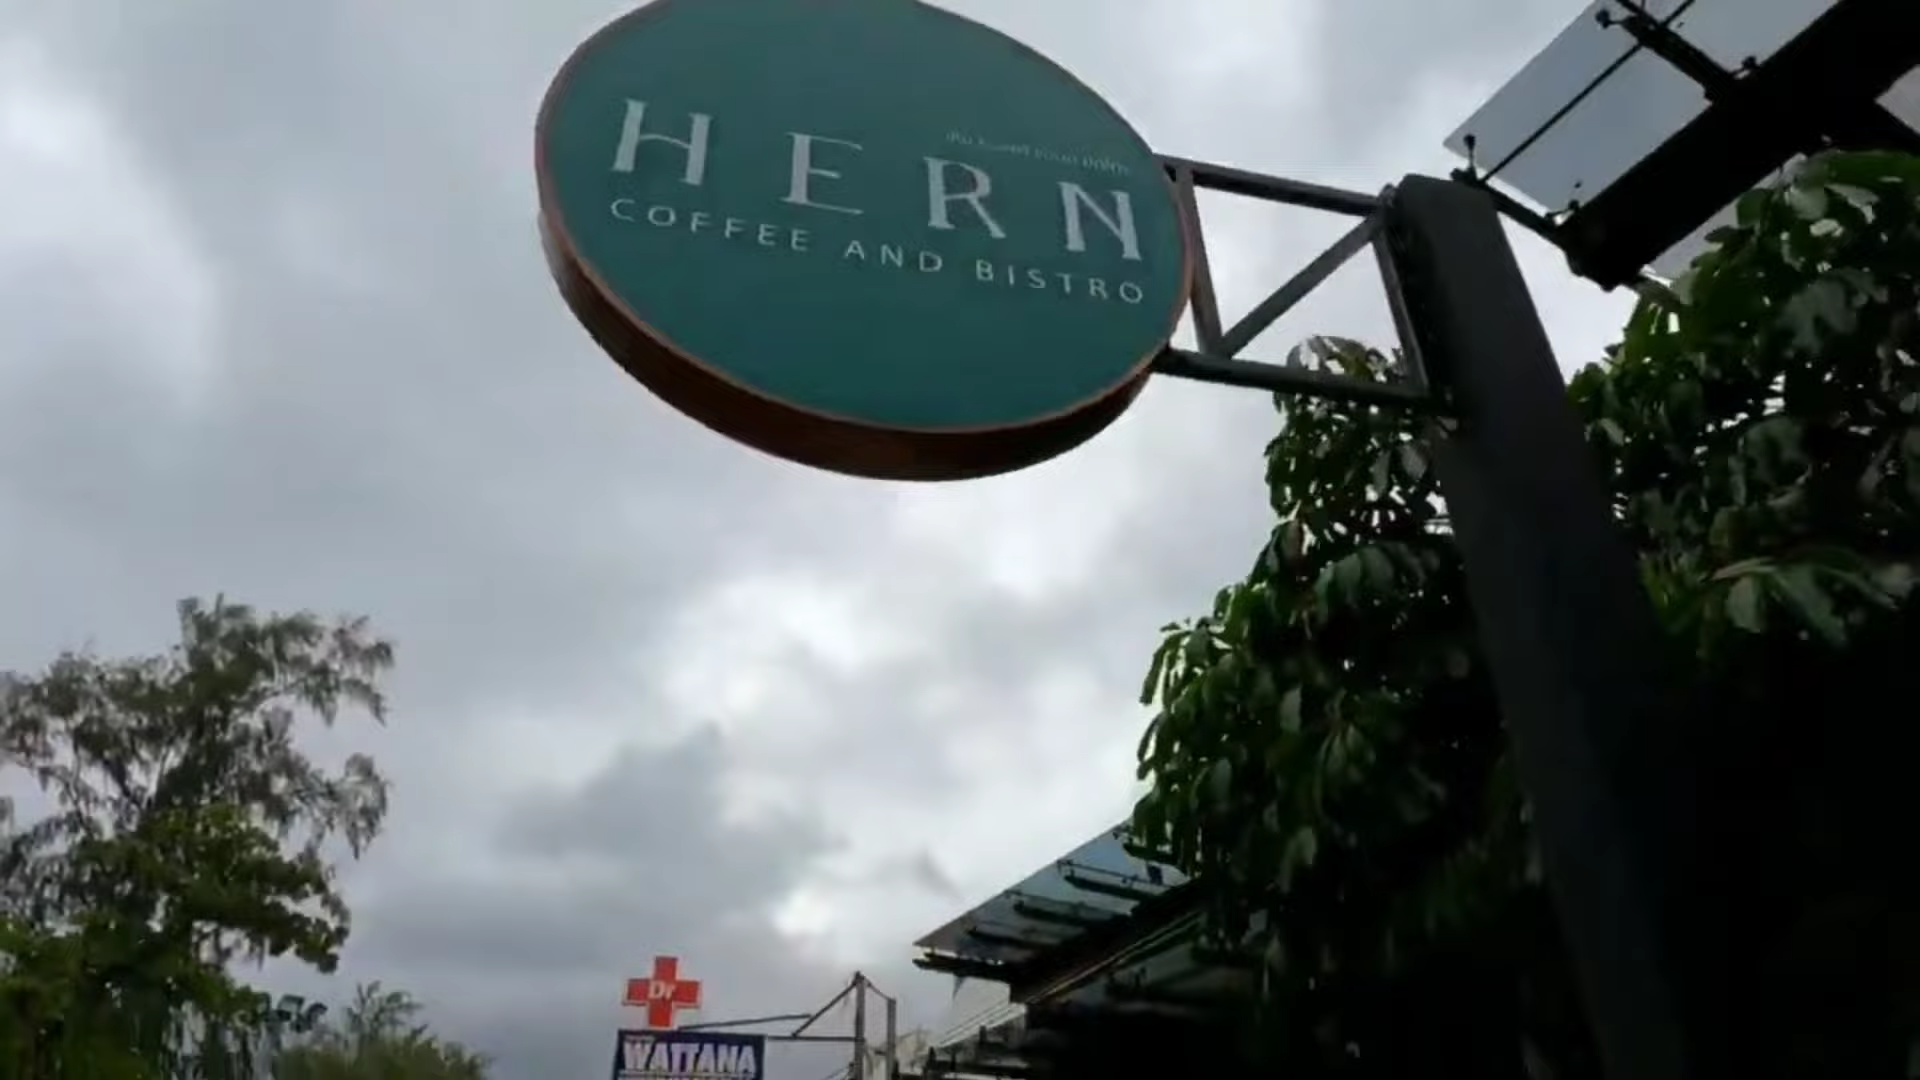 HERN
COFFEE AND BISTRO
Dr
WATTANA